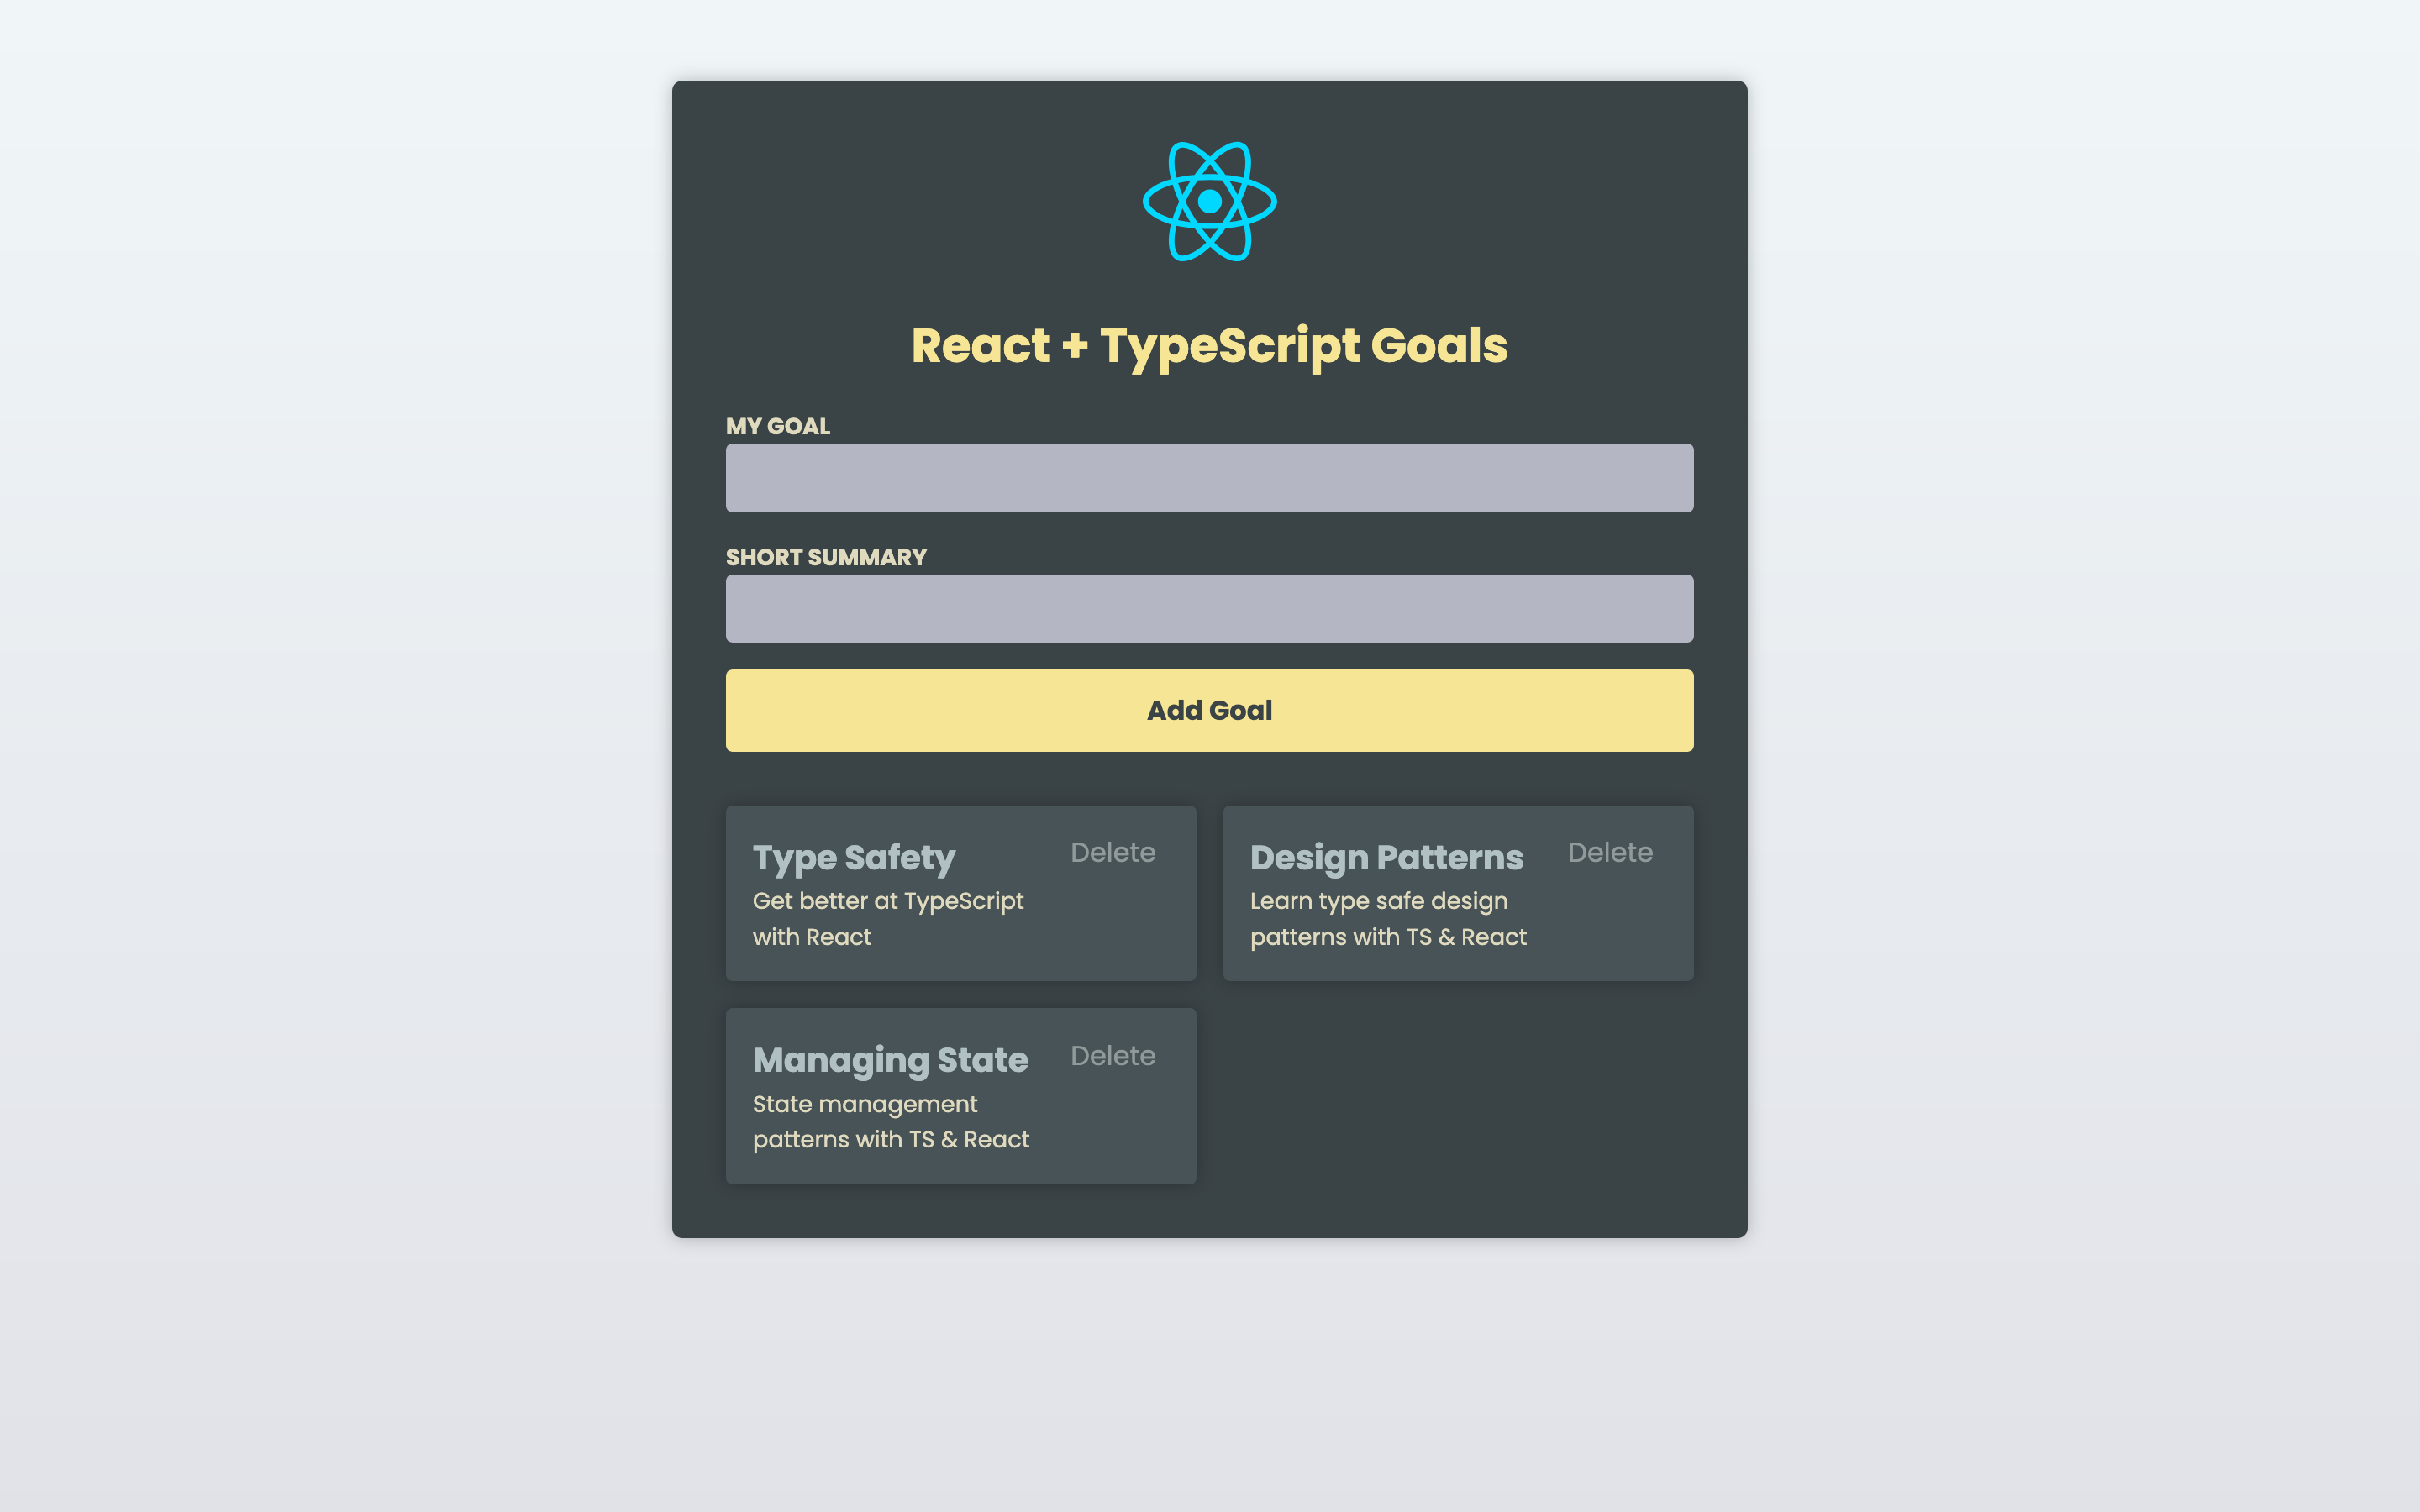 React + TypeScript Goals
MY GOAL
SHORT SUMMARY
Add Goal
Type Safety
Delete
Get better at TypeScript
with React
Design Patterns
Delete
Learn type safe design
patterns with TS & React
Managing State
Delete
State management
patterns with TS & React